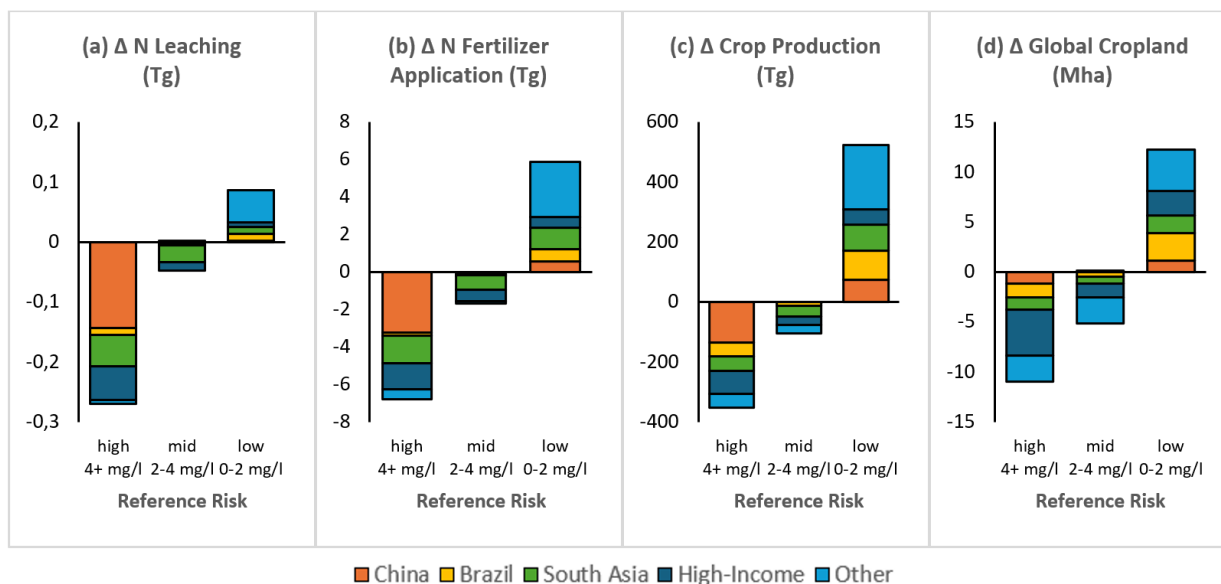 (a) Δ N Leaching
(Tg)
0,2
0,1
0
-0,1
-0,2
-0,3
high
4+ mg/l
mid
2-4 mg/l
low
0-2 mg/l
Reference Risk
(b) Δ N Fertilizer
Application (Tg)
8
6
4
2
0
-2
-4
-6
-8
high
4+ mg/l
mid
2-4 mg/l
low
0-2 mg/l
Reference Risk
(c) Δ Crop Production
(Tg)
600
400
200
0
-200
-400
high
4+ mg/l
mid
2-4 mg/l
low
0-2 mg/l
Reference Risk
(d) Δ Global Cropland
(Mha)
15
10
5
0
-5
-10
-15
high
4+ mg/l
mid
2-4 mg/l
low
0-2 mg/l
Reference Risk
China Brazil South Asia High-Income Other